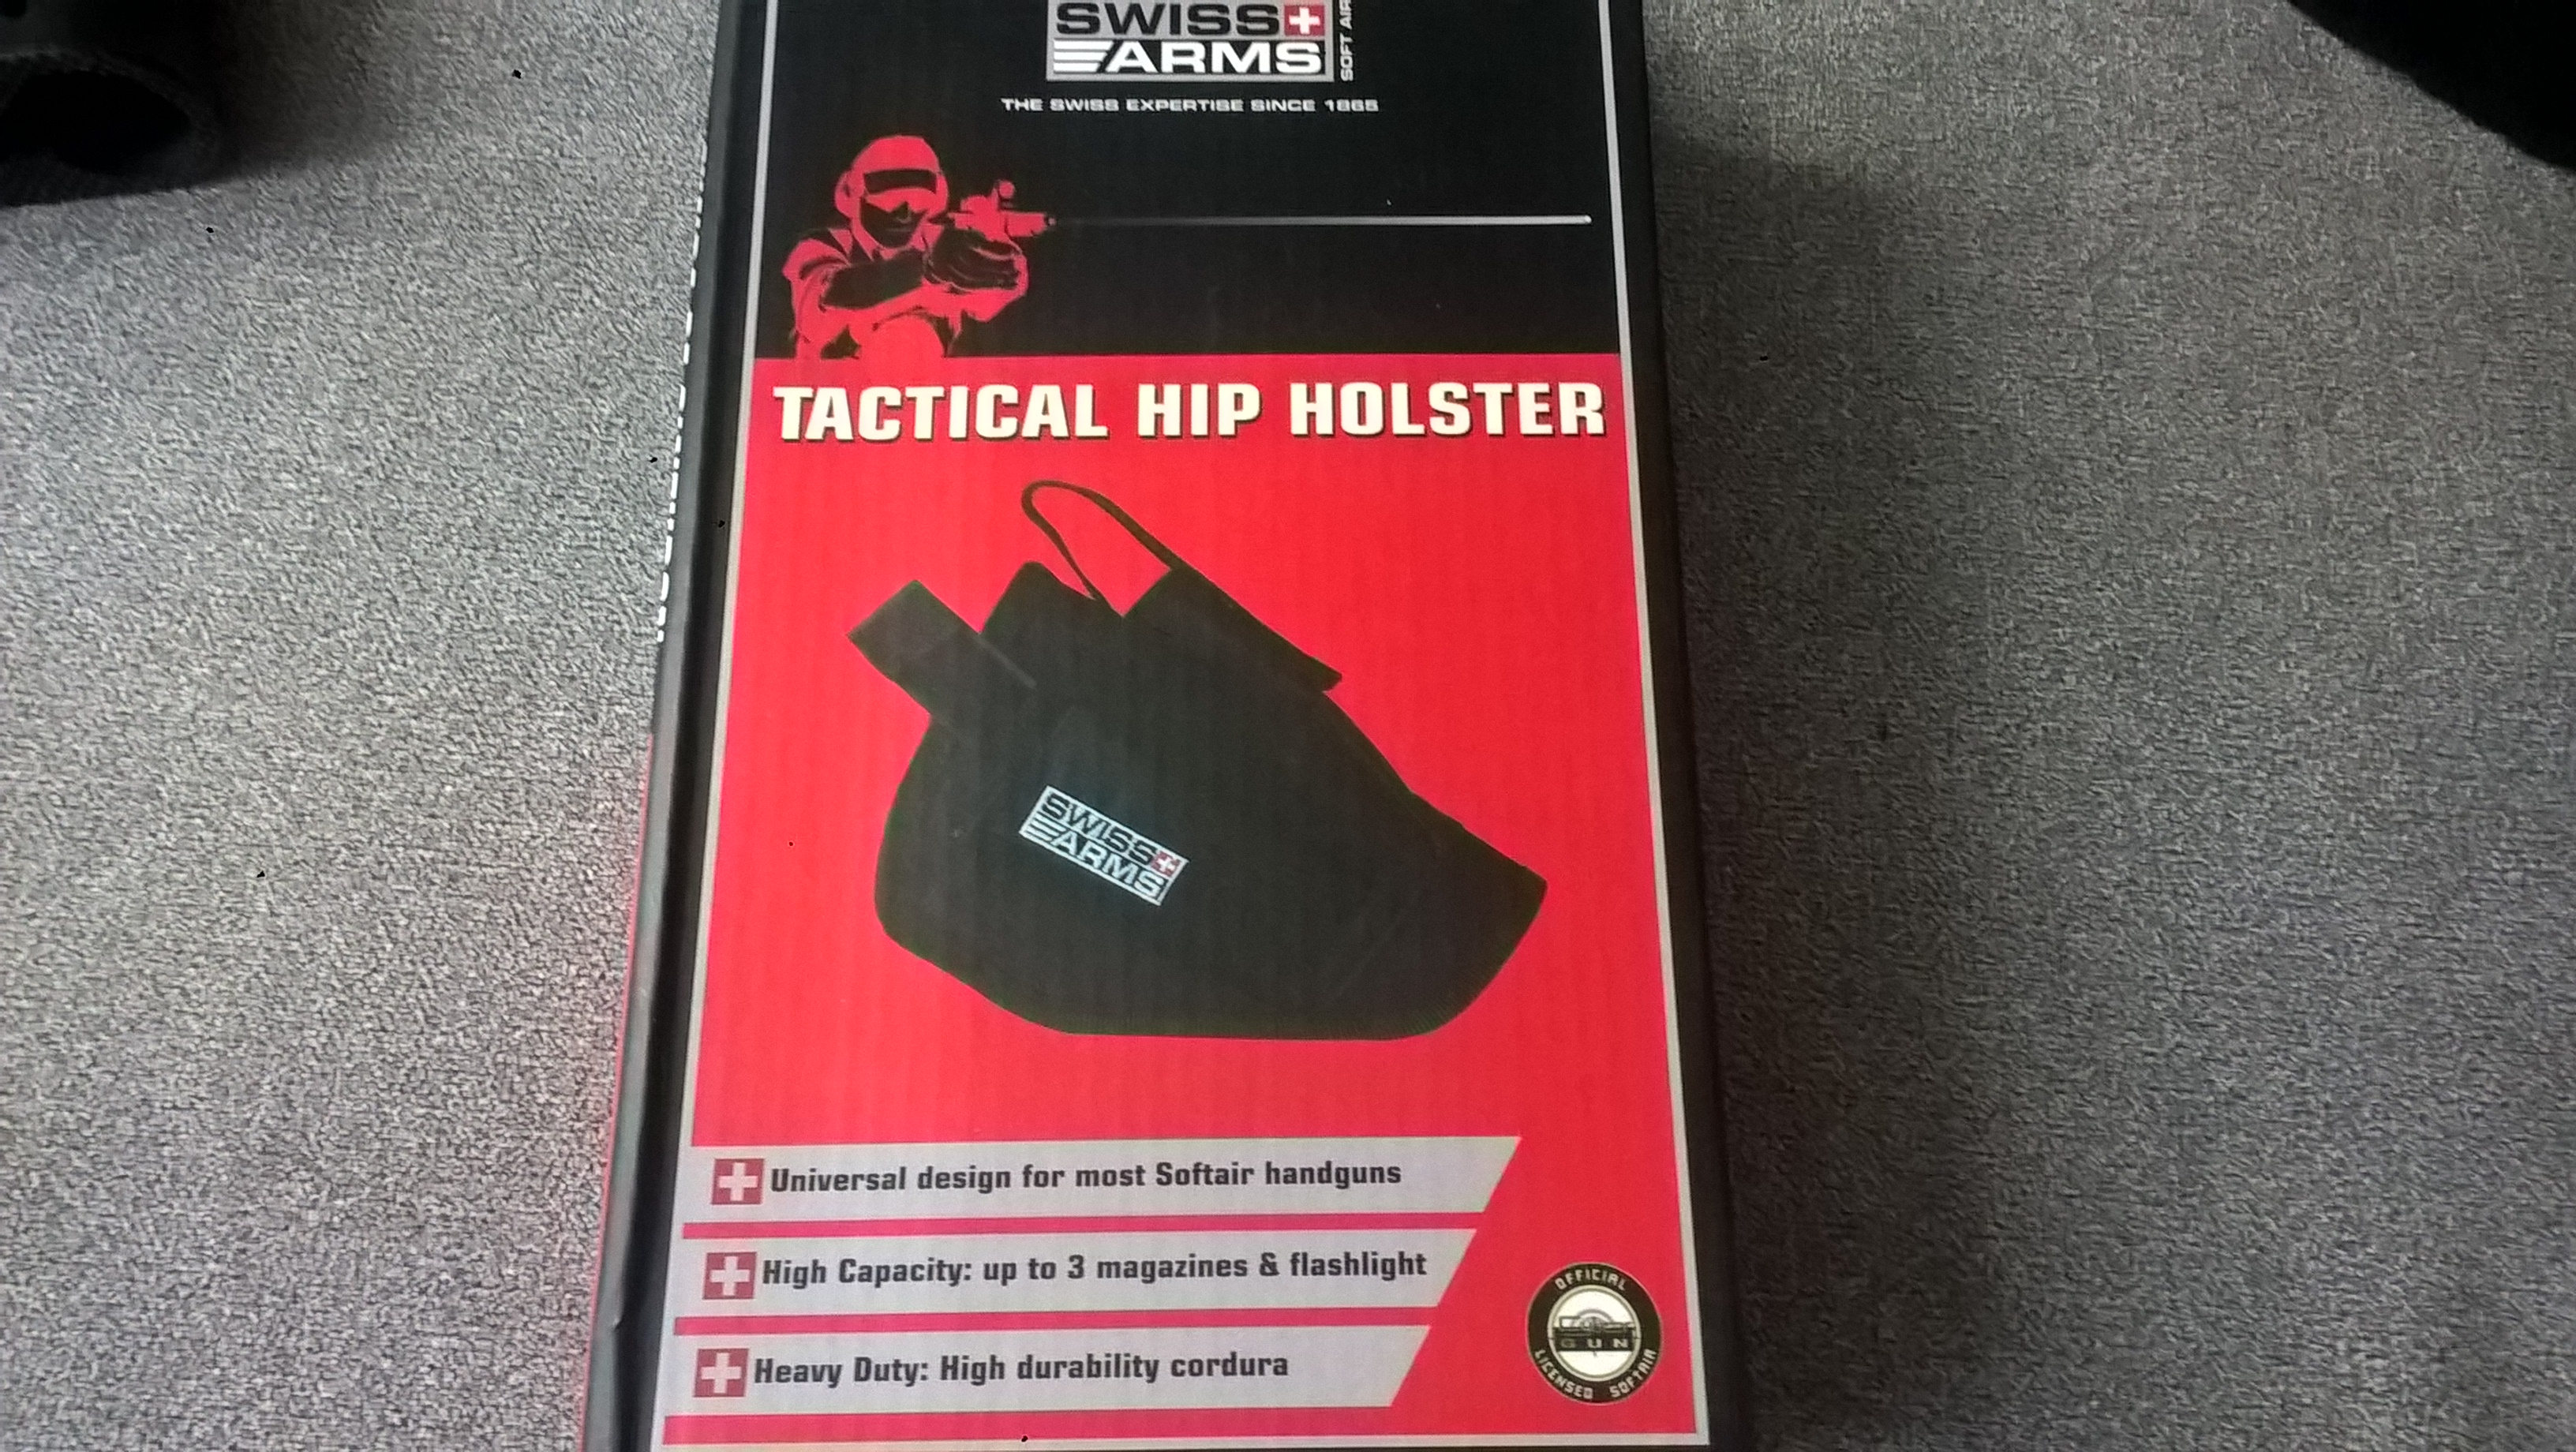 SWISS
ARMS
SOFT AIR
THE SWISS EXPERTISE SINCE 1865
TACTICAL HIP HOLSTER
SWISS
ARMS
Universal design for most Softair handguns
High Capacity: up to 3 magazines & flashlight
Heavy Duty: High durability cordura
OFFICIAL
GUN
LICENSED SOFTAIR